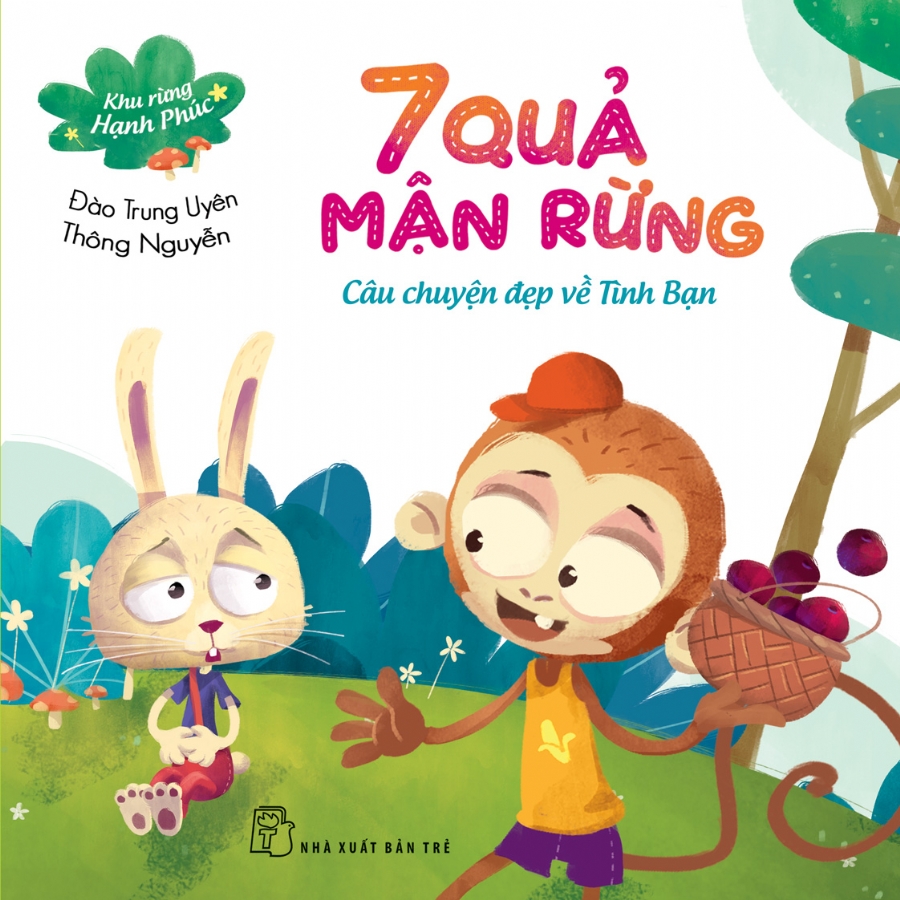 Khu rừng
Hạnh Phúc
Đào Trung Uyên
Thông Nguyễn
7 QUẢ
MẬN RỪNG
Câu chuyện đẹp về Tình Bạn
NHÀ XUẤT BẢN TRẺ